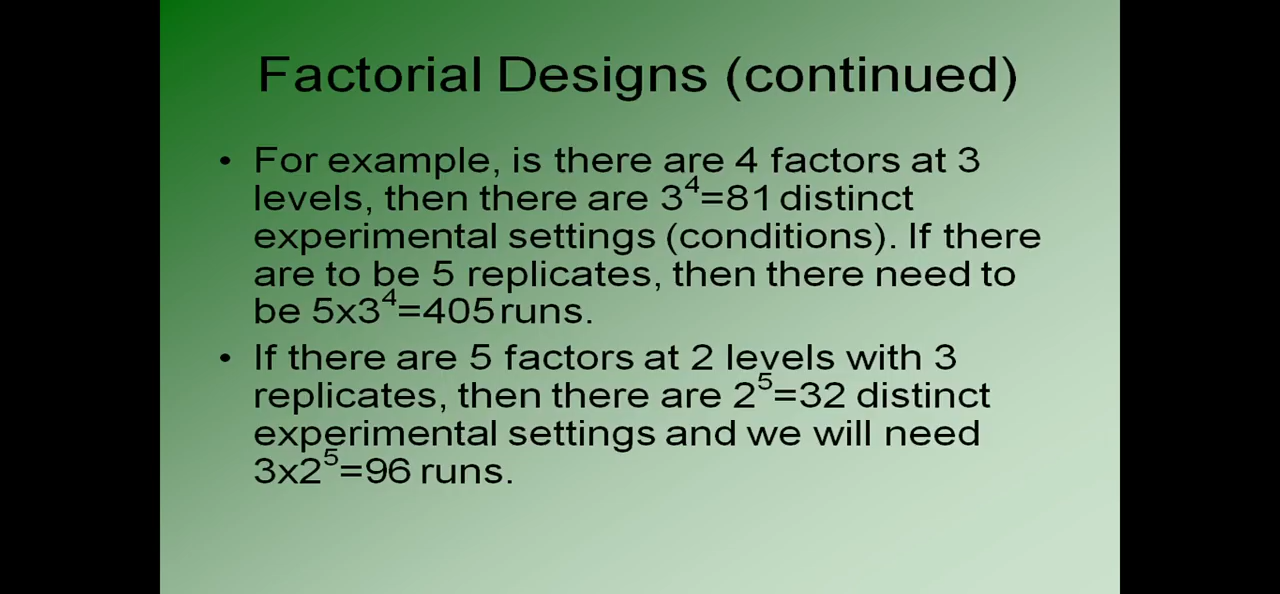 Factorial Designs (continued)
• For example, is there are 4 factors at 3
levels, then there are 3⁴=81 distinct
experimental settings (conditions). If there
are to be 5 replicates, then there need to
be 5x3⁴=405 runs.
• If there are 5 factors at 2 levels with 3
replicates, then there are 2⁵=32 distinct
experimental settings and we will need
3x2⁵=96 runs.